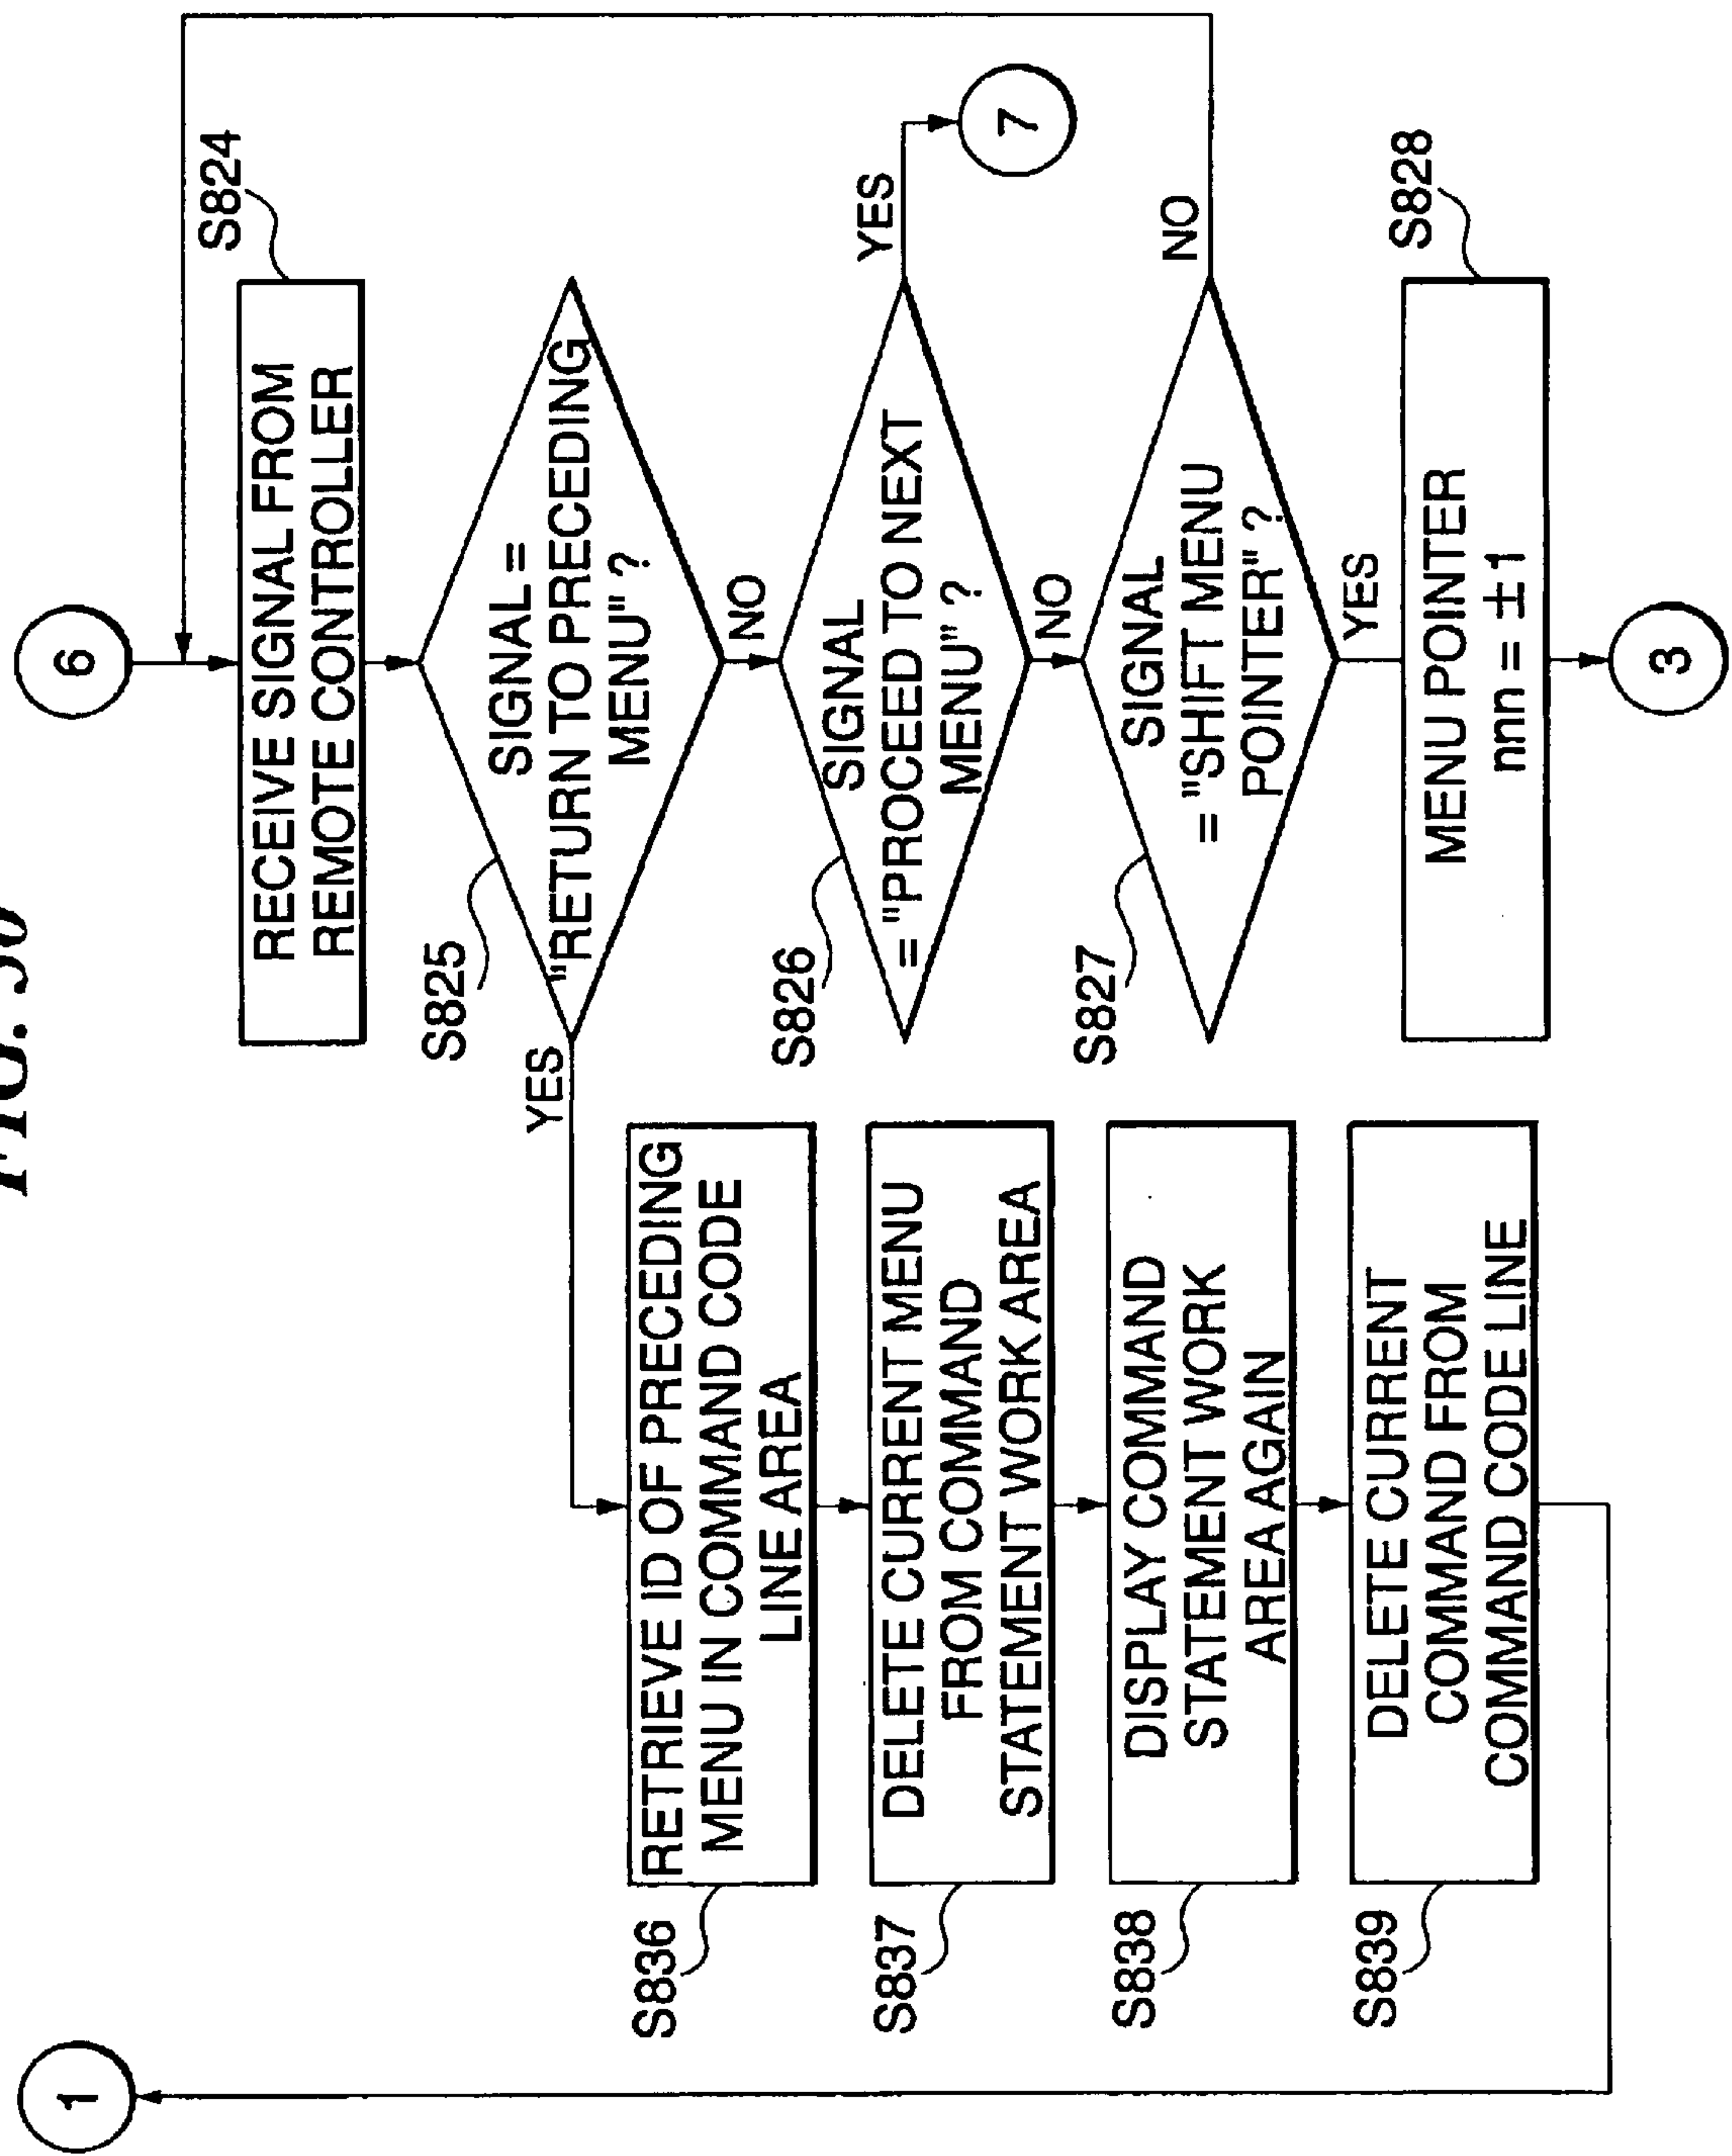 FIG.
6
S824
RECEIVE SIGNAL FROM
REMOTE CONTROLLER
S825
SIGNAL =
"RETURN TO PRECEDING
MENU" ?
YES
NO
S826
SIGNAL
= "PROCEED TO NEXT
MENU" ?
YES
7
NO
S827
SIGNAL
= "SHIFT MENU
POINTER" ?
NO
YES
S828
MENU POINTER
nnn = ±1
3
1
S836
RETRIEVE ID OF PRECEDING
MENU IN COMMAND CODE
LINE AREA
S837
DELETE CURRENT MENU
FROM COMMAND
STATEMENT WORK AREA
S838
DISPLAY COMMAND
STATEMENT WORK
AREA AGAIN
S839
DELETE CURRENT
COMMAND FROM
COMMAND CODE LINE